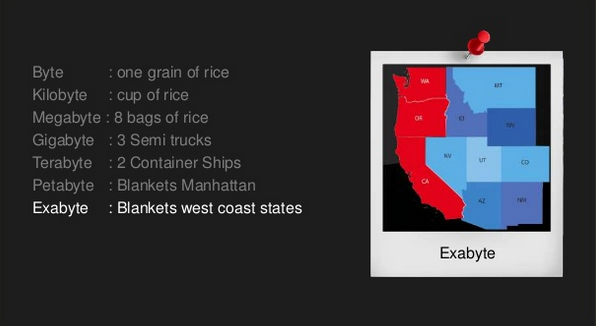 Byte : one grain of rice
Kilobyte : cup of rice
Megabyte : 8 bags of rice
Gigabyte : 3 Semi trucks
Terabyte : 2 Container Ships
Petabyte : Blankets Manhattan
Exabyte : Blankets west coast states
WA
MT
OR
ID
NV
UT
CO
CA
AZ
NM
Exabyte